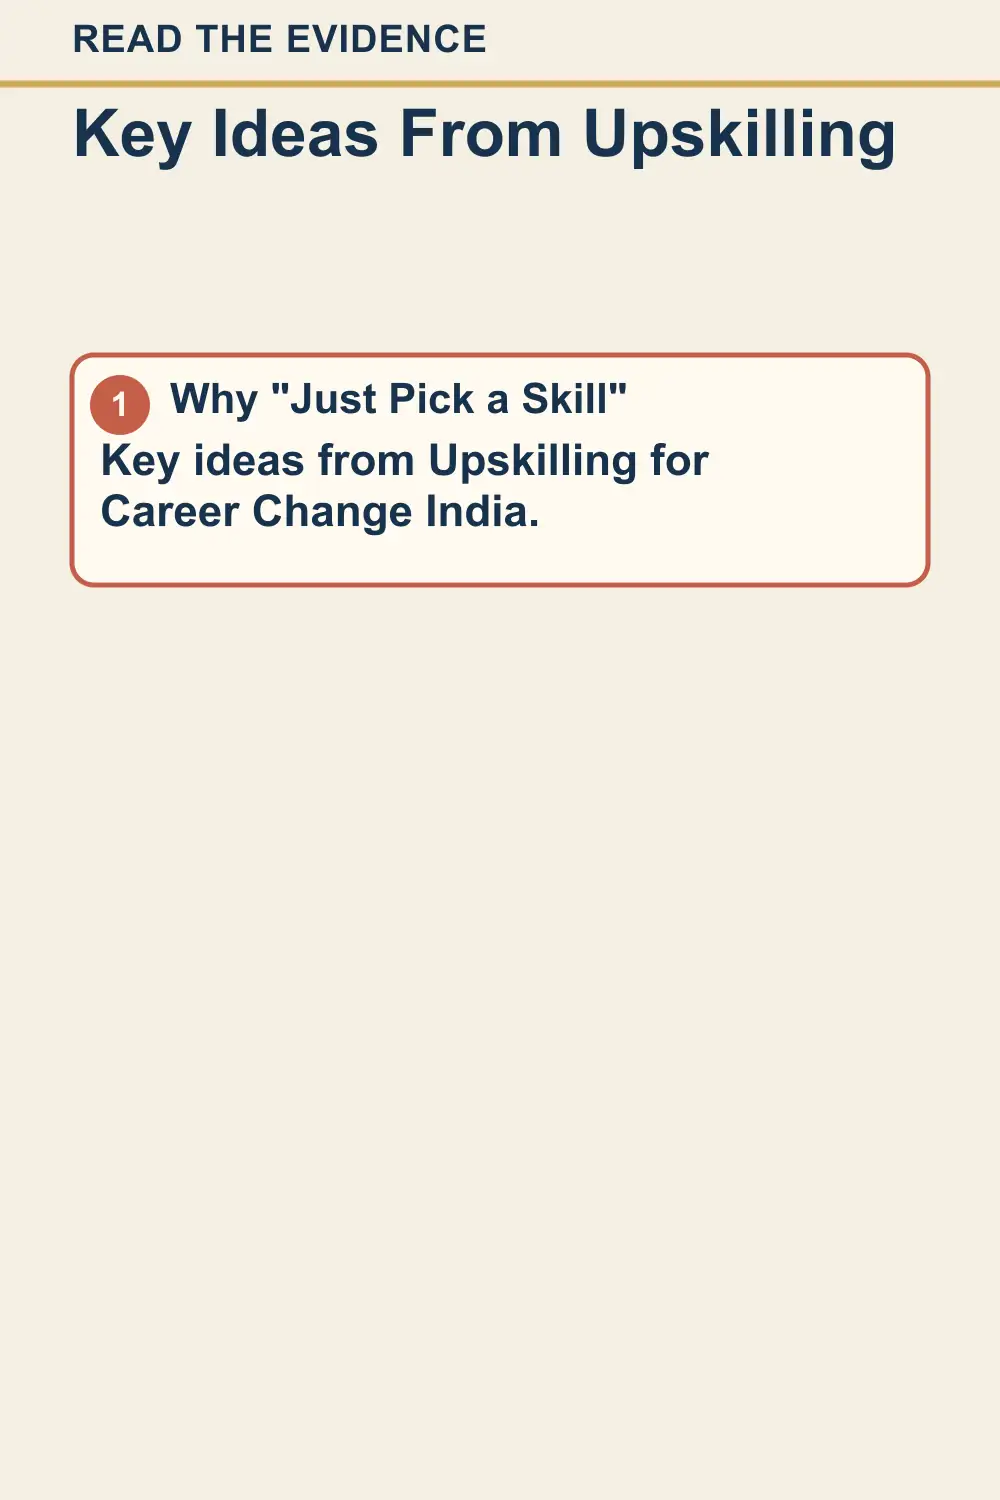 READ THE EVIDENCE
Key Ideas From Upskilling
1 Why "Just Pick a Skill"
Key ideas from Upskilling for
Career Change India.